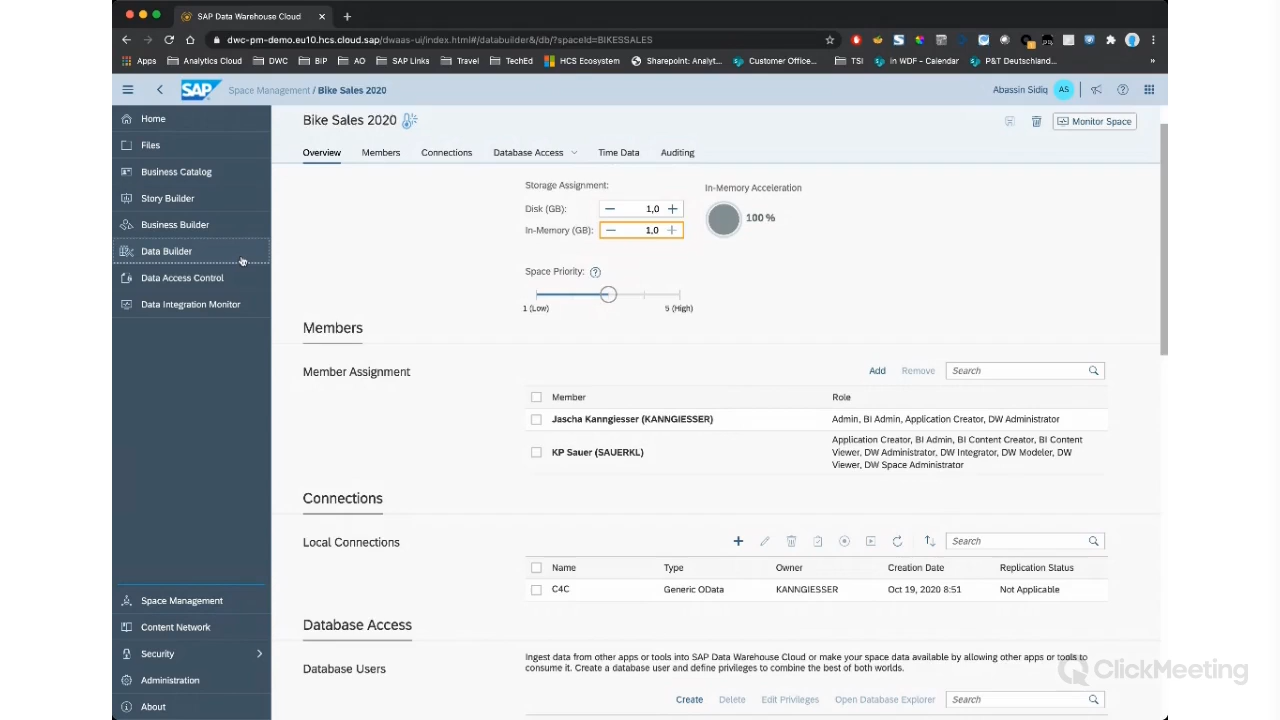 SAP Data Warehouse Cloud
dwc-pm-demo.eu10.hcs.cloud.sap/dwaas-ui/index.html#/databuilder&/db/?spaceId=BIKESSALES
Apps
Analytics Cloud
DWC
BIP
AO
SAP Links
Travel
TechEd
HCS Ecosystem
Sharepoint: Analyt...
Customer Office...
TSI
in WDF - Calendar
P&T Deutschland...
SAP
Space Management / Bike Sales 2020
Abassin Sidiq
AS
Home
Files
Business Catalog
Story Builder
Business Builder
Data Builder
Data Access Control
Data Integration Monitor
Space Management
Content Network
Security
Administration
About
Bike Sales 2020
Monitor Space
Overview
Members
Connections
Database Access
Time Data
Auditing
Storage Assignment:
Disk (GB):
1,0
In-Memory (GB):
1,0
In-Memory Acceleration
100 %
Space Priority:
1 (Low)
5 (High)
Members
Member Assignment
Add
Remove
Search
Member
Role
Jascha Kanngiesser (KANNGIESSER)
Admin, BI Admin, Application Creator, DW Administrator
KP Sauer (SAUERKL)
Application Creator, BI Admin, BI Content Creator, BI Content
Viewer, DW Administrator, DW Integrator, DW Modeler, DW
Viewer, DW Space Administrator
Connections
Local Connections
Search
Name
Type
Owner
Creation Date
Replication Status
C4C
Generic OData
KANNGIESSER
Oct 19, 2020 8:51
Not Applicable
Database Access
Database Users
Ingest data from other apps or tools into SAP Data Warehouse Cloud or make your space data available by allowing other apps or tools to
consume it. Create a database user and define privileges to combine the best of both worlds.
Create
Delete
Edit Privileges
Open Database Explorer
Search
ClickMeeting